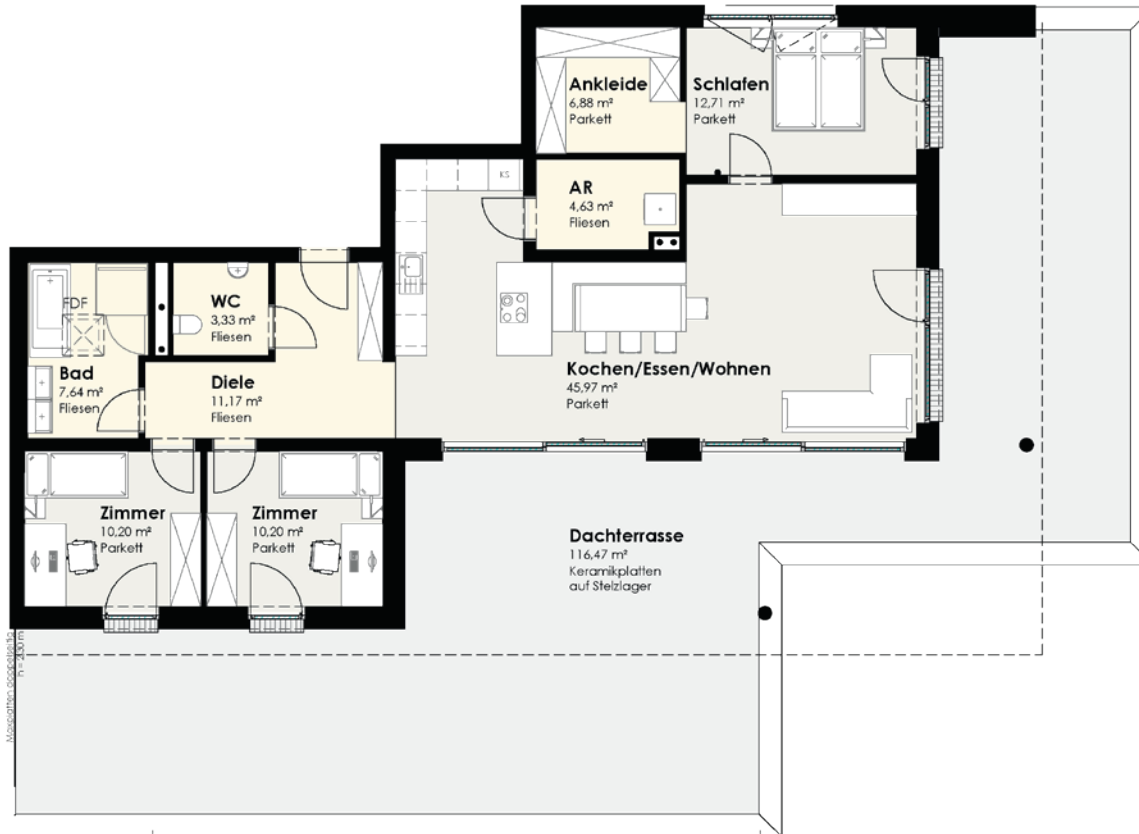 Ankleide
6,88 m²
Parkett
Schlafen
12,71 m²
Parkett
KS
AR
4,63 m²
Fliesen
WC
3,33 m²
Fliesen
FDF
Bad
7,64 m²
Fliesen
Diele
11,17 m²
Fliesen
Kochen/Essen/Wohnen
45,97 m²
Parkett
Zimmer
10,20 m²
Parkett
Zimmer
10,20 m²
Parkett
Dachterrasse
116,47 m²
Keramikplatten
auf Stelzlager